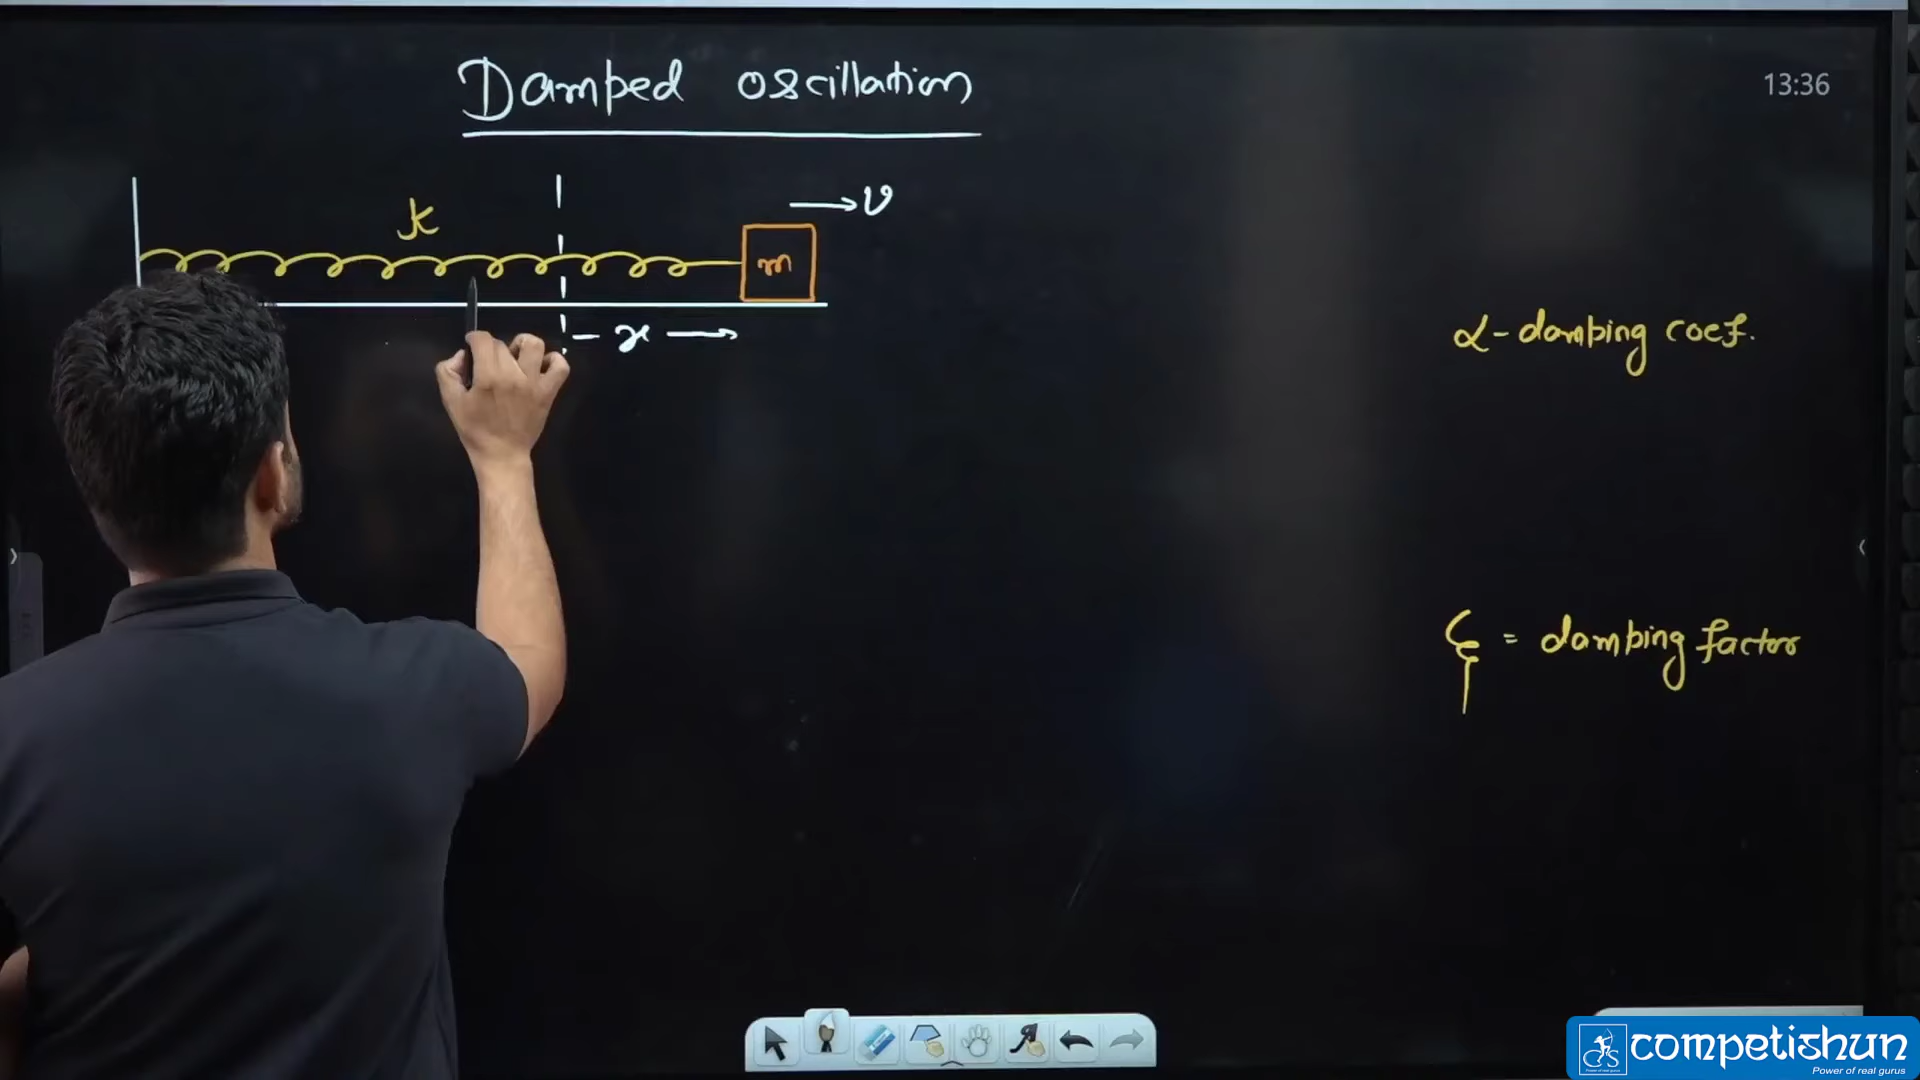 Damped oscillation
13:36
k
v
m
x
α - damping coef.
ξ = damping factor
competishun
Power of real gurus